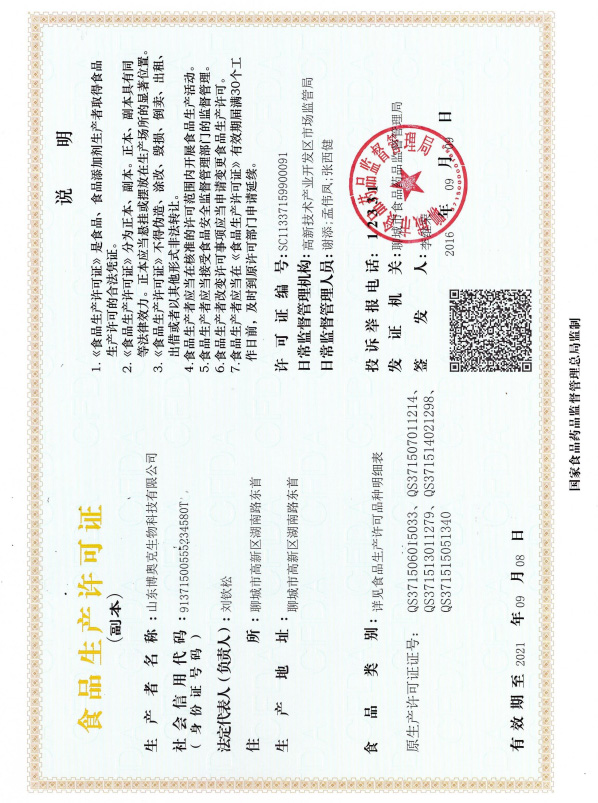 食品生产许可证
(副本)
生产者名称:山东博奥克生物科技有限公司
社会信用代码:91371500555234580T
(身份证号码)
法定代表人(负责人):刘钦松
住所:聊城市高新区湖南路东首
生产地址:聊城市高新区湖南路东首
食品类别:详见食品生产许可品种明细表
原生产许可证证号:QS371506015033、QS371507011214、
QS371513011279、QS371514021298、
QS371515051340
有效期至 2021 年 09 月 08 日
说明
1.《食品生产许可证》是食品、食品添加剂生产者取得食品
生产许可的合法凭证。
2.《食品生产许可证》分为正本、副本。正本、副本具有同
等法律效力。正本应当悬挂或摆放在生产场所的显著位置。
3.《食品生产许可证》不得伪造、涂改、毁损、倒卖、出租、
出借或者以其他形式非法转让。
4.食品生产者应当在核准的许可范围内开展食品生产活动。
5.食品生产者应当接受食品安全监督管理部门的监督管理。
6.食品生产者改变许可事项应当申请变更食品生产许可。
7.食品生产者应当在《食品生产许可证》有效期届满30个工
作日前,及时到原许可部门申请延续。
许可证编号:SC11337159900091
日常监督管理机构:高新技术产业开发区市场监管局
日常监督管理人员:谢添;孟伟凤;张西健
投诉举报电话:12331
发证机关:聊城市食品药品监督管理局
签发人:李
2016 年 09 月 09 日
国家食品药品监督管理总局监制